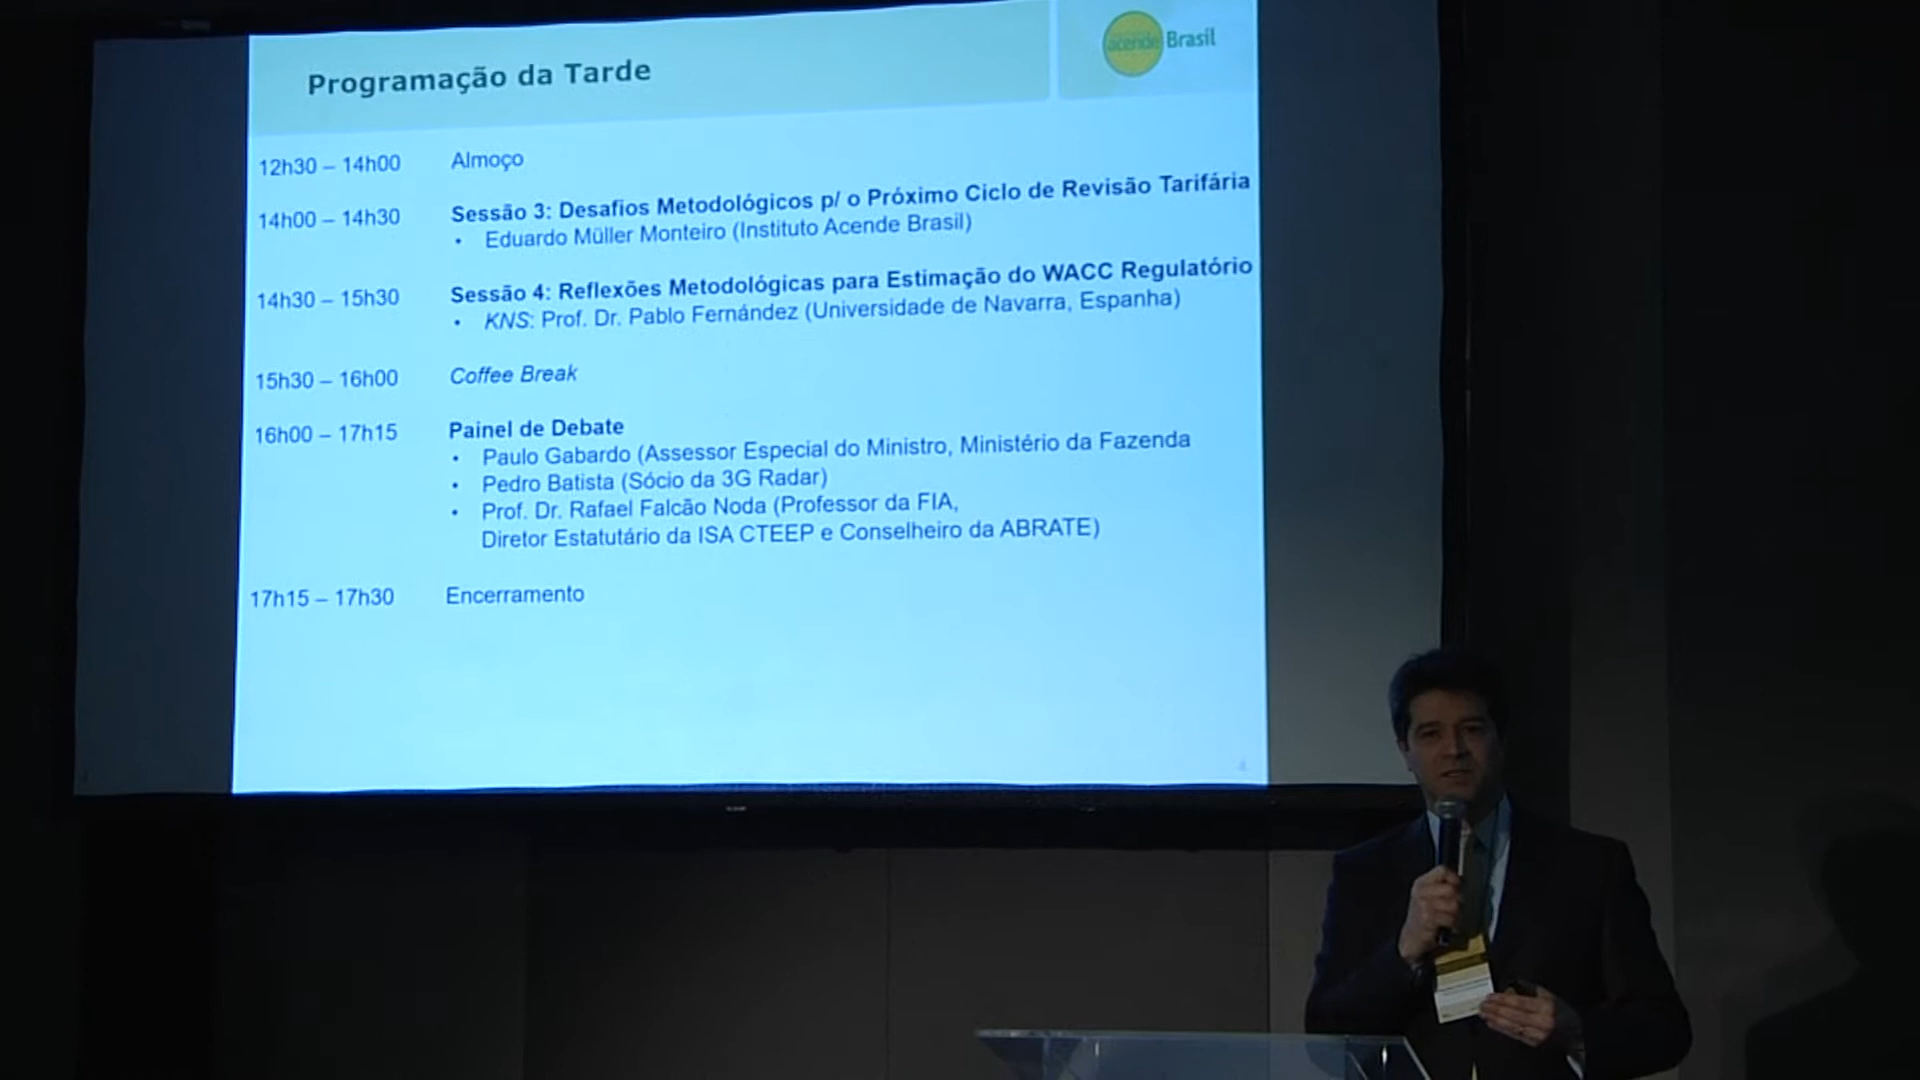 Programação da Tarde
acende Brasil
12h30 – 14h00 Almoço
14h00 – 14h30 Sessão 3: Desafios Metodológicos p/ o Próximo Ciclo de Revisão Tarifária
• Eduardo Müller Monteiro (Instituto Acende Brasil)
14h30 – 15h30 Sessão 4: Reflexões Metodológicas para Estimação do WACC Regulatório
• KNS: Prof. Dr. Pablo Fernández (Universidade de Navarra, Espanha)
15h30 – 16h00 Coffee Break
16h00 – 17h15 Painel de Debate
• Paulo Gabardo (Assessor Especial do Ministro, Ministério da Fazenda
• Pedro Batista (Sócio da 3G Radar)
• Prof. Dr. Rafael Falcão Noda (Professor da FIA,
Diretor Estatutário da ISA CTEEP e Conselheiro da ABRATE)
17h15 – 17h30 Encerramento